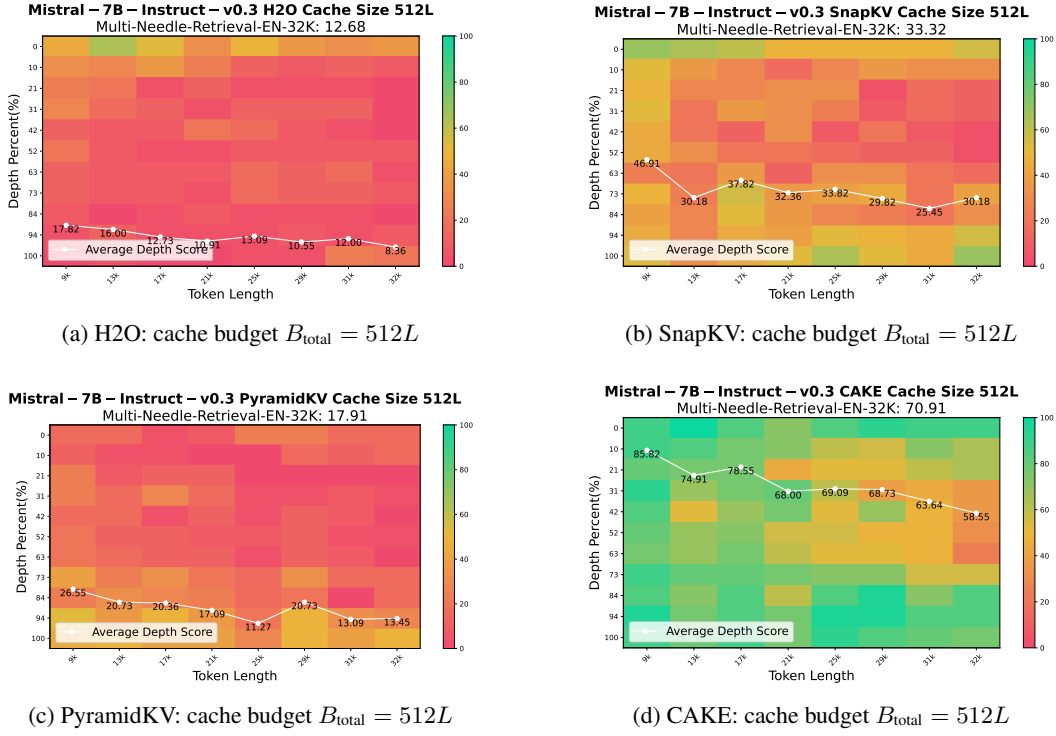 Mistral – 7B – Instruct – v0.3 H2O Cache Size 512L
Multi-Needle-Retrieval-EN-32K: 12.68
Depth Percent(%)
0
10
21
31
42
52
63
73
84
94
100
17.82
16.00
12.73
10.91
13.09
10.55
12.00
8.36
Average Depth Score
9k
13k
17k
21k
25k
29k
31k
32k
Token Length
100
80
60
40
20
0
(a) H2O: cache budget B_total = 512L
Mistral – 7B – Instruct – v0.3 SnapKV Cache Size 512L
Multi-Needle-Retrieval-EN-32K: 33.32
Depth Percent(%)
0
10
21
31
42
52
63
73
84
94
100
46.91
30.18
37.82
32.36
33.82
29.82
25.45
30.18
Average Depth Score
9k
13k
17k
21k
25k
29k
31k
32k
Token Length
100
80
60
40
20
0
(b) SnapKV: cache budget B_total = 512L
Mistral – 7B – Instruct – v0.3 PyramidKV Cache Size 512L
Multi-Needle-Retrieval-EN-32K: 17.91
Depth Percent(%)
0
10
21
31
42
52
63
73
84
94
100
26.55
20.73
20.36
17.09
11.27
20.73
13.09
13.45
Average Depth Score
9k
13k
17k
21k
25k
29k
31k
32k
Token Length
100
80
60
40
20
0
(c) PyramidKV: cache budget B_total = 512L
Mistral – 7B – Instruct – v0.3 CAKE Cache Size 512L
Multi-Needle-Retrieval-EN-32K: 70.91
Depth Percent(%)
0
10
21
31
42
52
63
73
84
94
100
85.82
74.91
78.55
68.00
69.09
68.73
63.64
58.55
Average Depth Score
9k
13k
17k
21k
25k
29k
31k
32k
Token Length
100
80
60
40
20
0
(d) CAKE: cache budget B_total = 512L